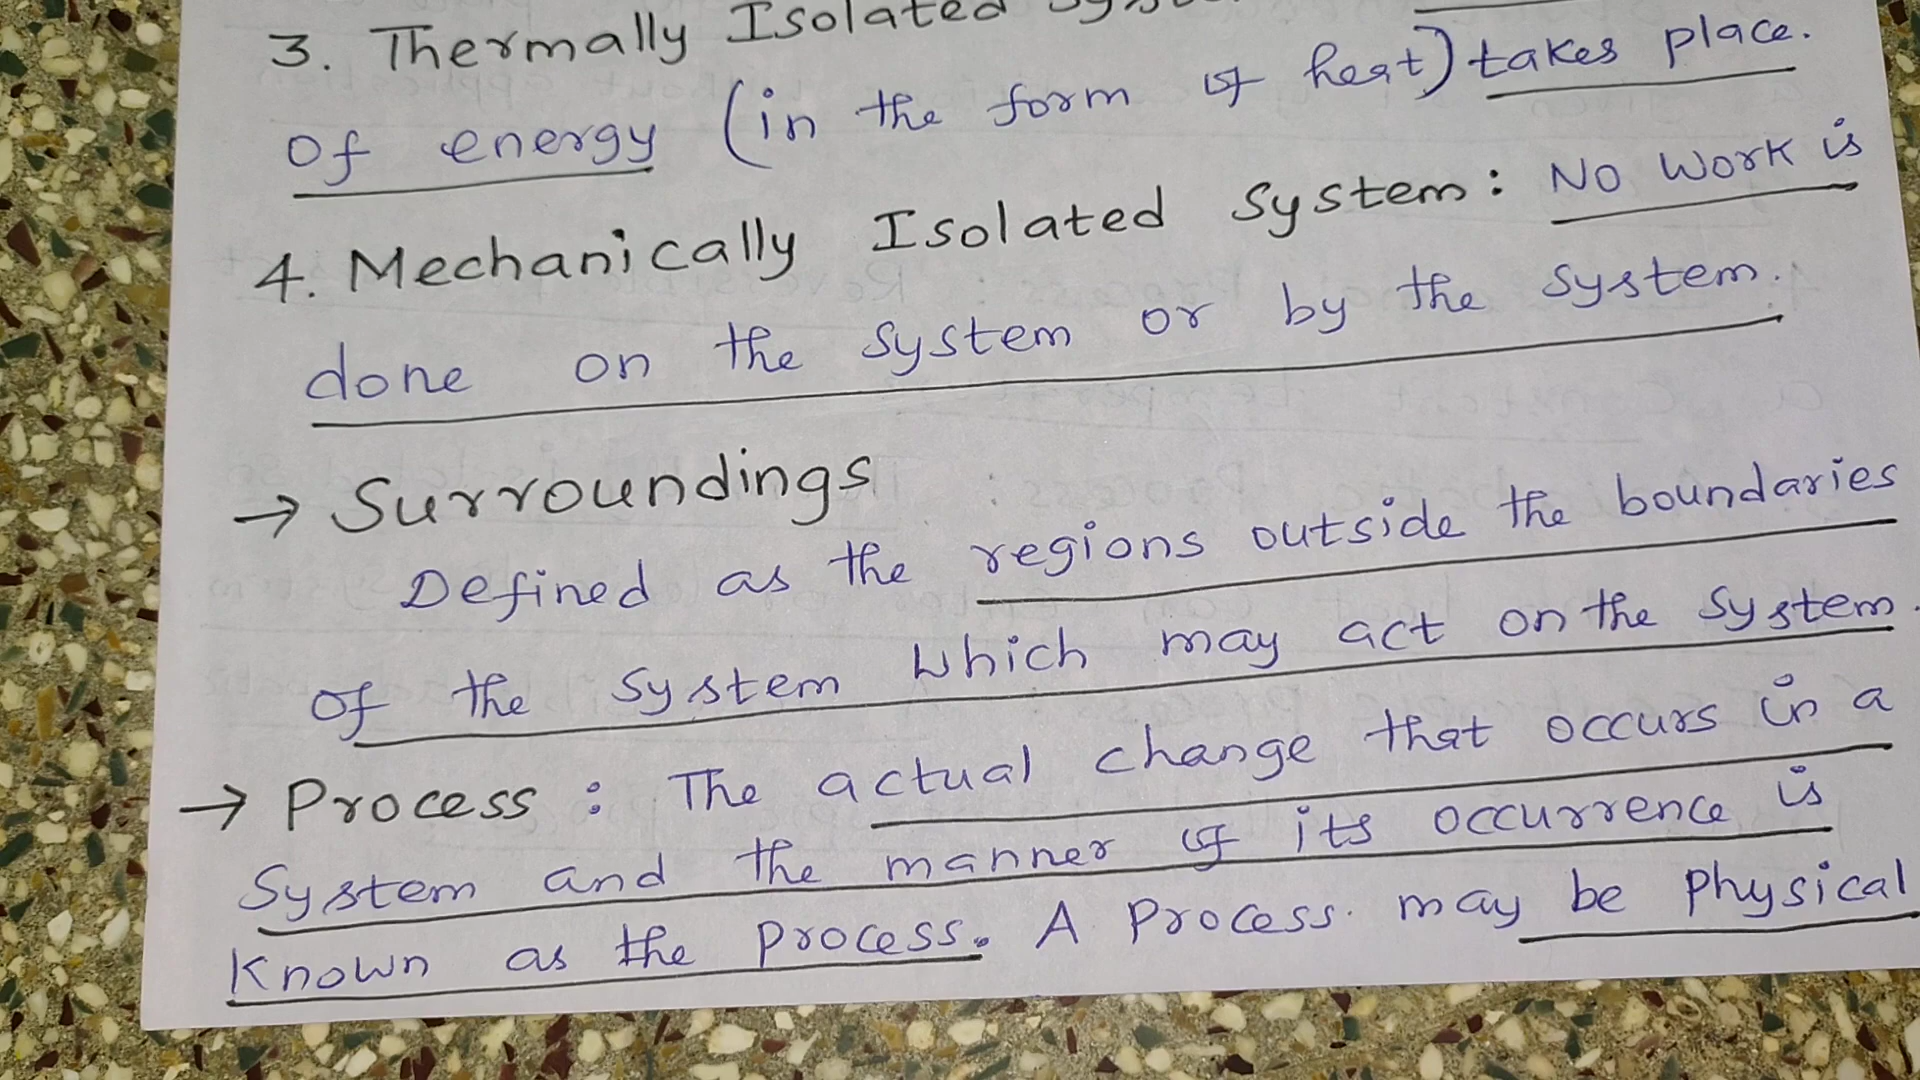 3. Thermally Isolated
of energy (in the form of heat) takes place.
4. Mechanically Isolated System: No work is
done on the system or by the system.
→ Surroundings
Defined as the regions outside the boundaries
of the system which may act on the system.
→ Process: The actual change that occurs in a
system and the manner of its occurrence is
known as the process. A process may be physical